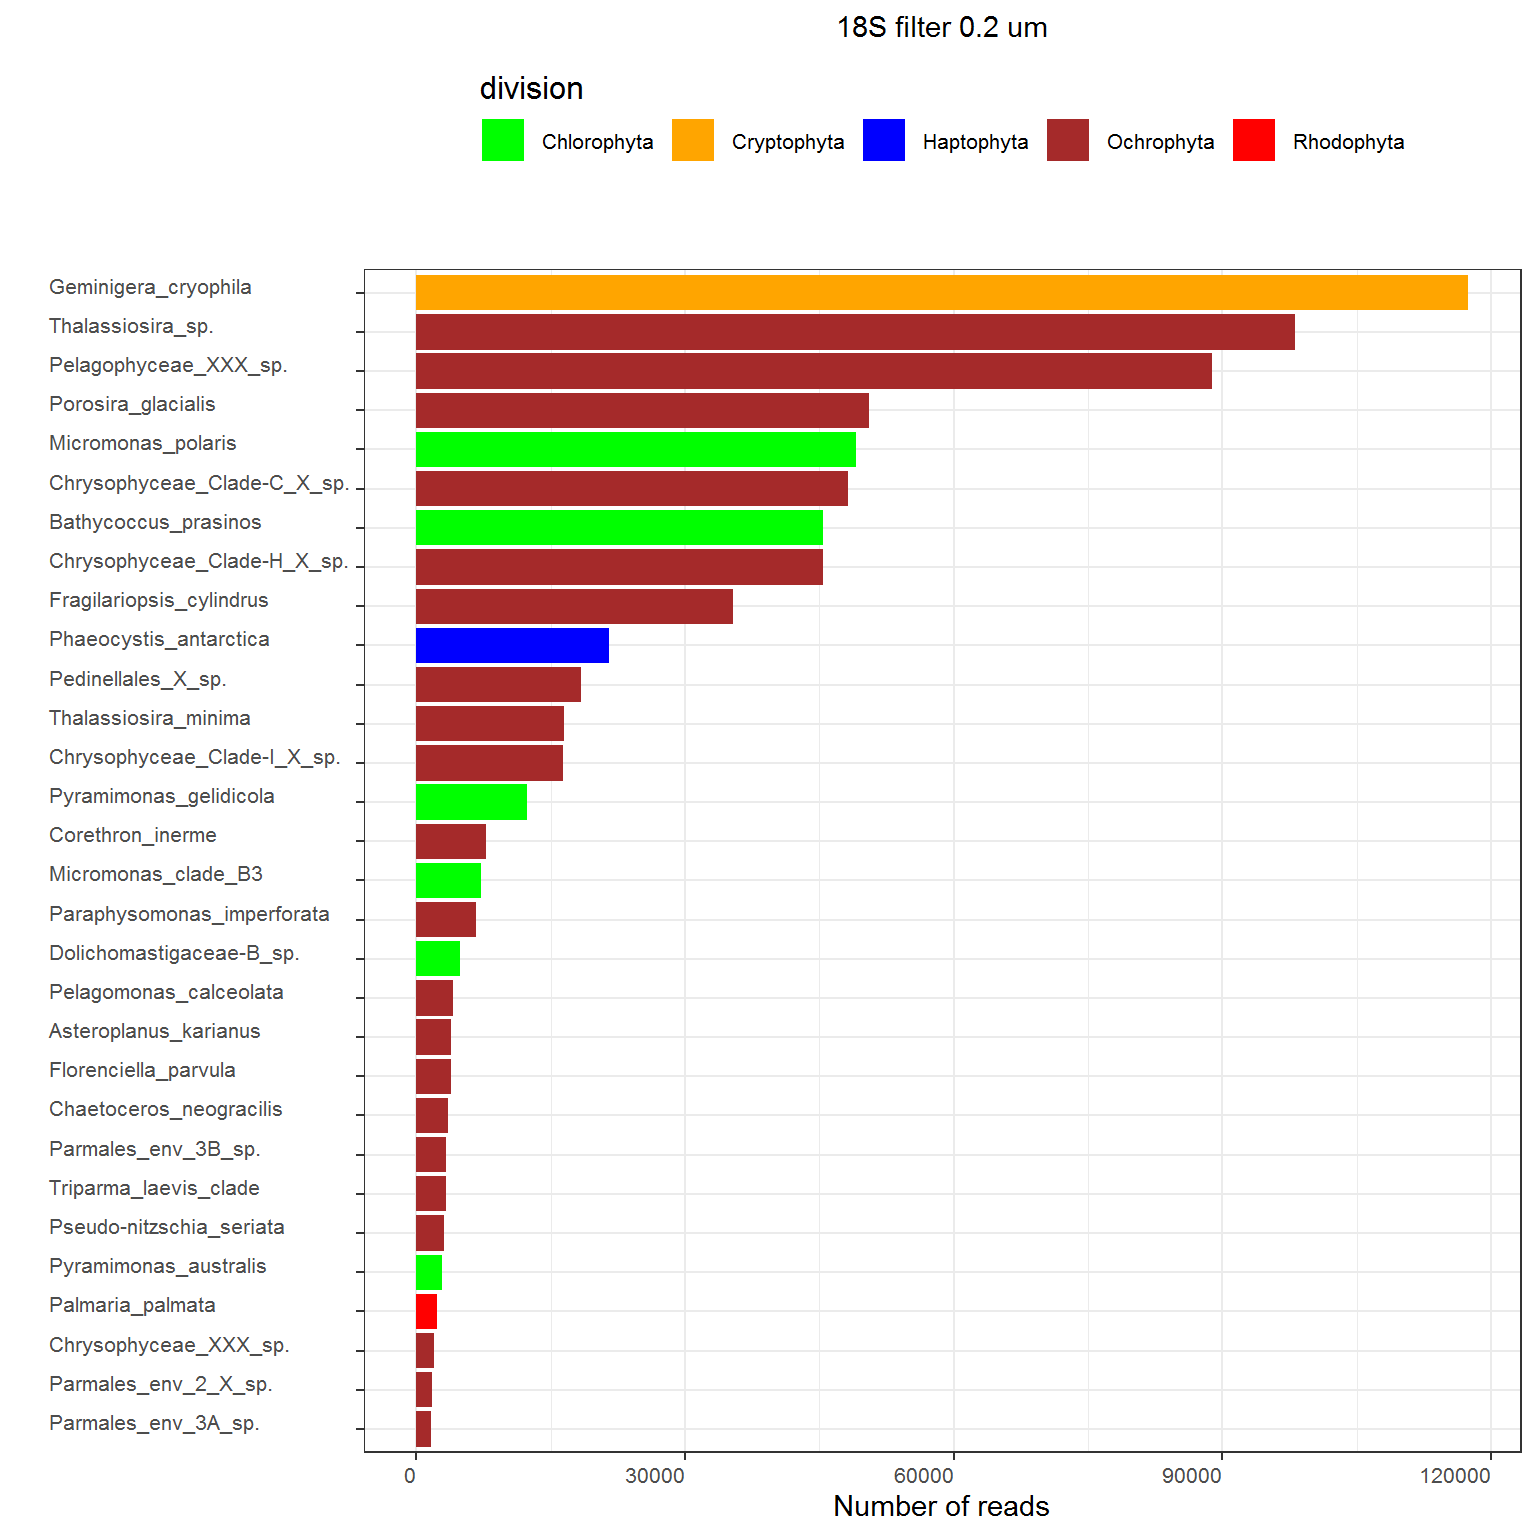 18S filter 0.2 um
division
Chlorophyta Cryptophyta Haptophyta Ochrophyta Rhodophyta
Geminigera_cryophila
Thalassiosira_sp.
Pelagophyceae_XXX_sp.
Porosira_glacialis
Micromonas_polaris
Chrysophyceae_Clade-C_X_sp.
Bathycoccus_prasinos
Chrysophyceae_Clade-H_X_sp.
Fragilariopsis_cylindrus
Phaeocystis_antarctica
Pedinellales_X_sp.
Thalassiosira_minima
Chrysophyceae_Clade-I_X_sp.
Pyramimonas_gelidicola
Corethron_inerme
Micromonas_clade_B3
Paraphysomonas_imperforata
Dolichomastigaceae-B_sp.
Pelagomonas_calceolata
Asteroplanus_karianus
Florenciella_parvula
Chaetoceros_neogracilis
Parmales_env_3B_sp.
Triparma_laevis_clade
Pseudo-nitzschia_seriata
Pyramimonas_australis
Palmaria_palmata
Chrysophyceae_XXX_sp.
Parmales_env_2_X_sp.
Parmales_env_3A_sp.
0 30000 60000 90000 120000
Number of reads